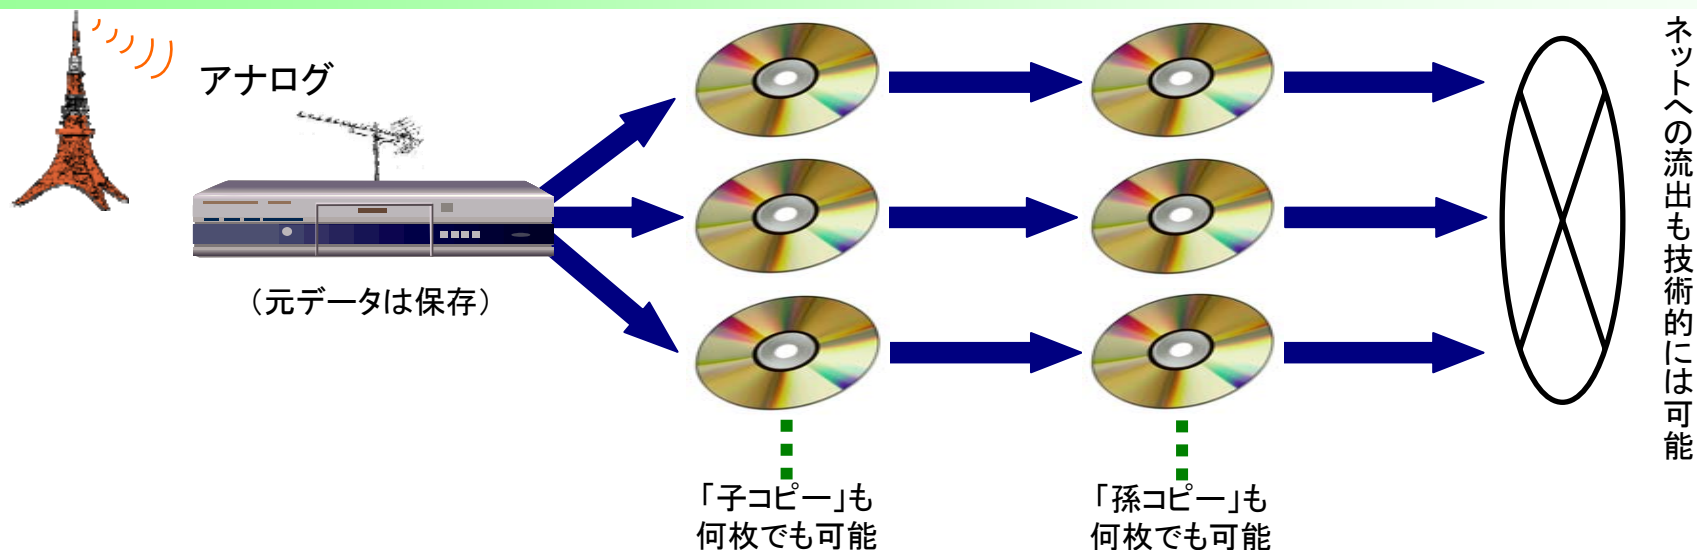 アナログ
（元データは保存）
「子コピー」も
何枚でも可能
「孫コピー」も
何枚でも可能
ネットへの流出も技術的には可能